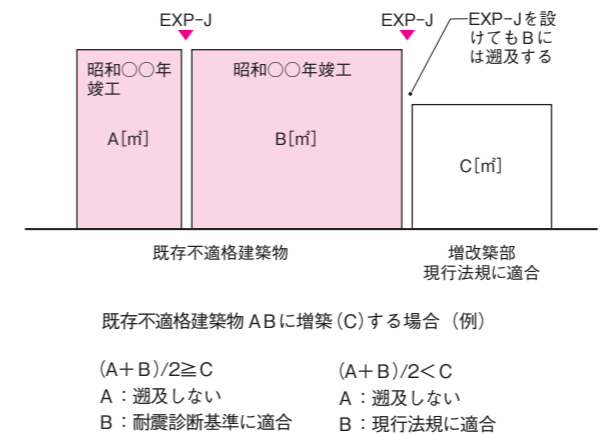 EXP-J
EXP-J
EXP-Jを設
けてもBに
は遡及する
昭和○○年
竣工
昭和○○年竣工
A[㎡]
B[㎡]
C[㎡]
既存不適格建築物
増改築部
現行法規に適合
既存不適格建築物ABに増築(C)する場合(例)
(A+B)/2≧C
A:遡及しない
B:耐震診断基準に適合
(A+B)/2<C
A:遡及しない
B:現行法規に適合